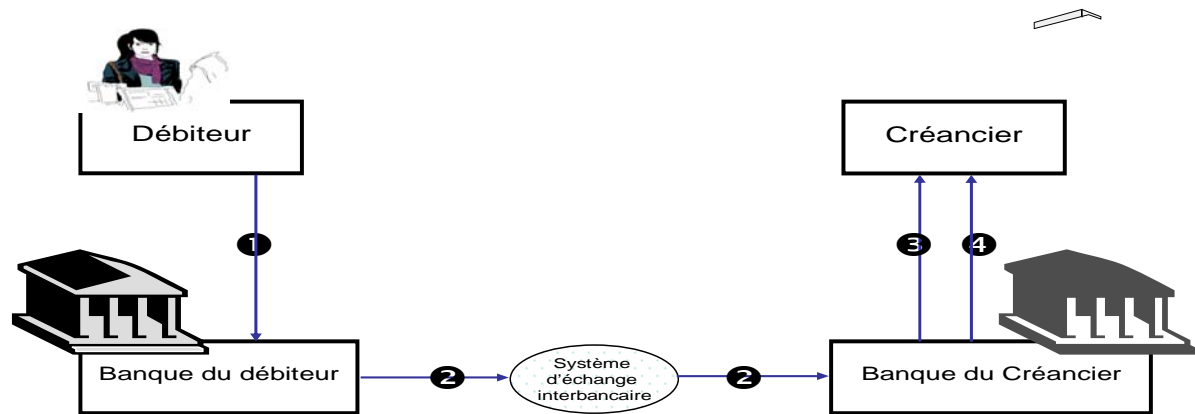 Débiteur
Créancier
1
3
4
Banque du débiteur
2
Système
d'échange
interbancaire
2
Banque du Créancier